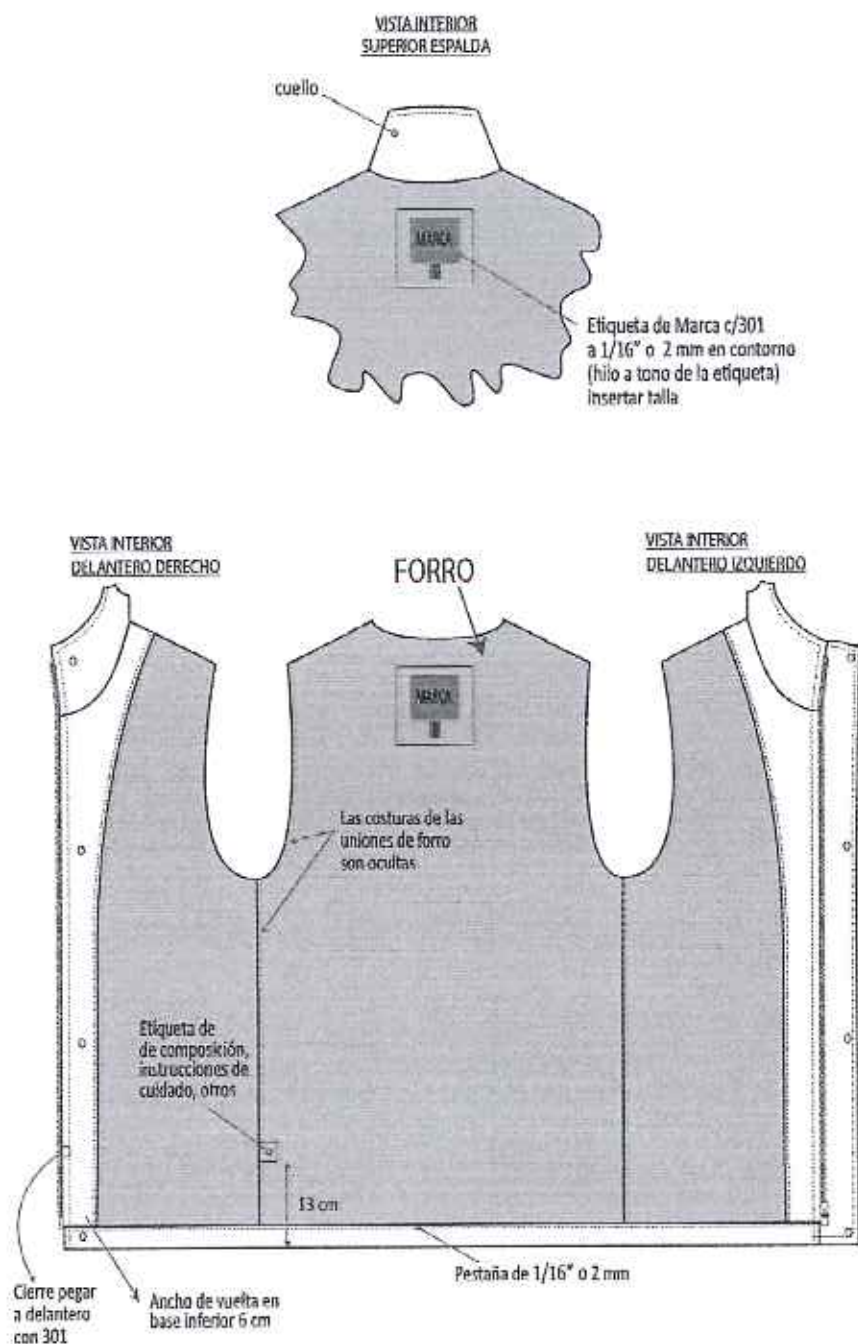 VISTA INTERIOR
SUPERIOR ESPALDA
cuello
MARCA
Etiqueta de Marca c/301
a 1/16" o 2 mm en contorno
(hilo a tono de la etiqueta)
insertar talla
VISTA INTERIOR
DELANTERO DERECHO
FORRO
VISTA INTERIOR
DELANTERO IZQUIERDO
MARCA
Las costuras de las
uniones de forro
son ocultas
Etiqueta de
de composición,
instrucciones de
cuidado, otros
13 cm
Pestaña de 1/16" o 2 mm
Cierre pegar
a delantero
con 301
Ancho de vuelta en
base inferior 6 cm